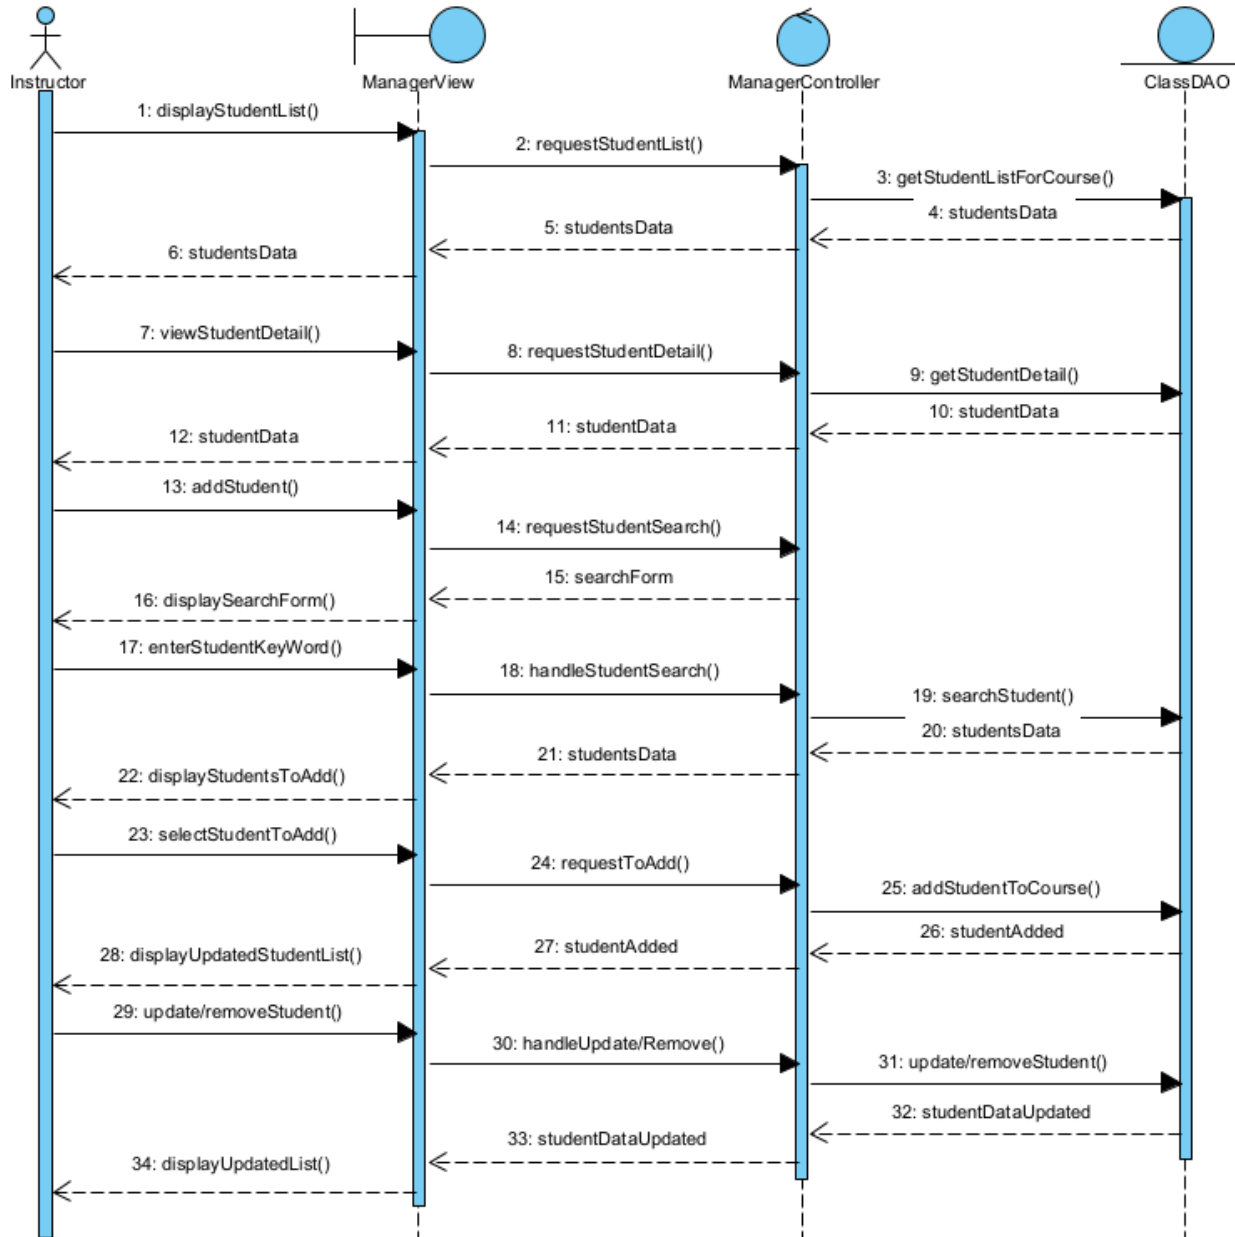 Instructor
ManagerView
ManagerController
ClassDAO
1: displayStudentList()
2: requestStudentList()
3: getStudentListForCourse()
4: studentsData
5: studentsData
6: studentsData
7: viewStudentDetail()
8: requestStudentDetail()
9: getStudentDetail()
10: studentData
11: studentData
12: studentData
13: addStudent()
14: requestStudentSearch()
15: searchForm
16: displaySearchForm()
17: enterStudentKeyWord()
18: handleStudentSearch()
19: searchStudent()
20: studentsData
21: studentsData
22: displayStudentsToAdd()
23: selectStudentToAdd()
24: requestToAdd()
25: addStudentToCourse()
26: studentAdded
27: studentAdded
28: displayUpdatedStudentList()
29: update/removeStudent()
30: handleUpdate/Remove()
31: update/removeStudent()
32: studentDataUpdated
33: studentDataUpdated
34: displayUpdatedList()